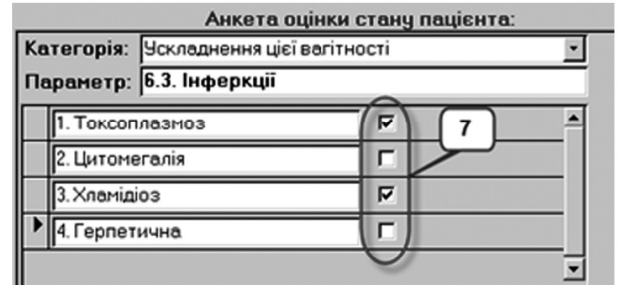 Анкета оцінки стану пацієнта:
Категорія: Ускладнення цієї вагітності
Параметр: 6.3. Інферкції
1. Токсоплазмоз
7
2. Цитомегалія
3. Хламідіоз
4. Герпетична